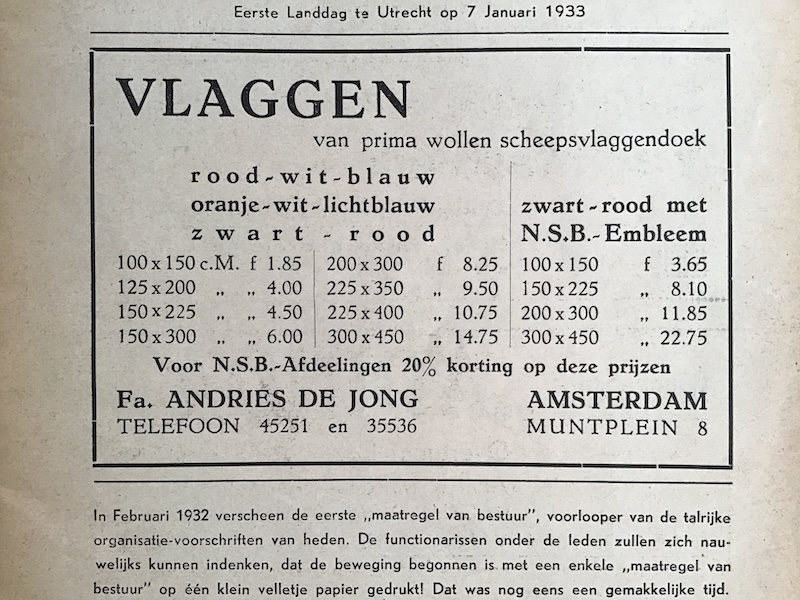 Eerste Landdag te Utrecht op 7 Januari 1933
VLAGGEN
van prima wollen scheepsvlaggendoek
rood-wit-blauw
oranje-wit-lichtblauw
zwart-rood
zwart-rood met
N.S.B.-Embleem
100 x 150 c.M. f 1.85
125 x 200 „ „ 4.00
150 x 225 „ „ 4.50
150 x 300 „ „ 6.00
200 x 300 f 8.25
225 x 350 „ 9.50
225 x 400 „ 10.75
300 x 450 „ 14.75
100 x 150 f 3.65
150 x 225 „ 8.10
200 x 300 „ 11.85
300 x 450 „ 22.75
Voor N.S.B.-Afdeelingen 20% korting op deze prijzen
Fa. ANDRIES DE JONG AMSTERDAM
TELEFOON 45251 en 35536 MUNTPLEIN 8
In Februari 1932 verscheen de eerste „maatregel van bestuur", voorlooper van de talrijke
organisatie-voorschriften van heden. De functionarissen onder de leden zullen zich nau-
welijks kunnen indenken, dat de beweging begonnen is met een enkele „maatregel van
bestuur" op één klein velletje papier gedrukt! Dat was nog eens een gemakkelijke tijd.